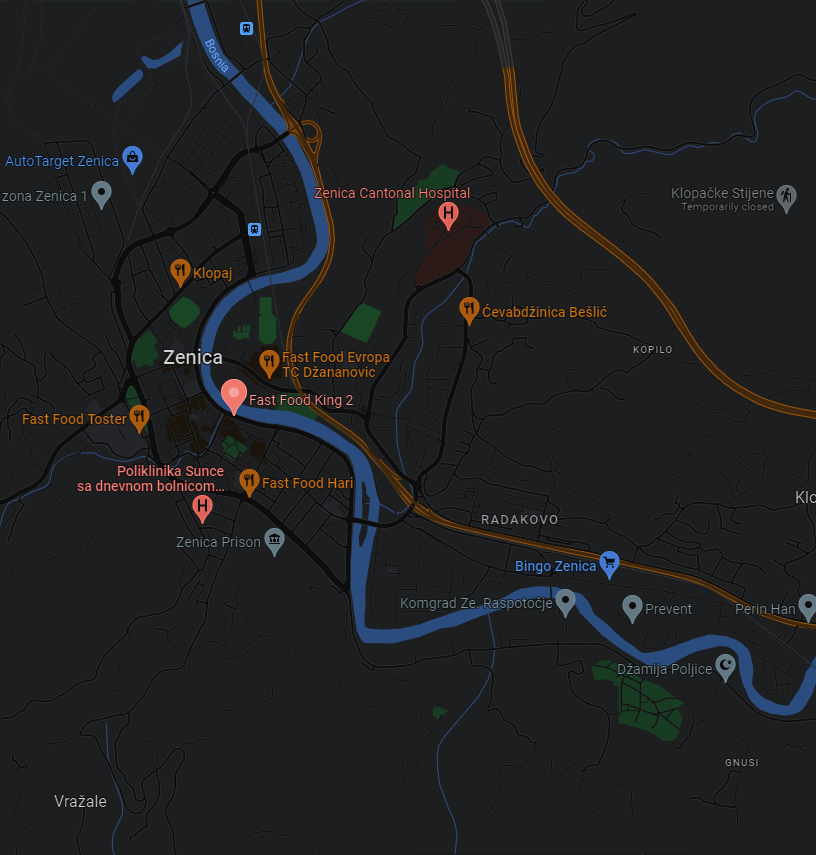 Bosnia
AutoTarget Zenica
zona Zenica 1
Zenica Cantonal Hospital
H
Klopačke Stijene
Temporarily closed
Klopaj
Ćevabdžinica Bešlić
KOPILO
Zenica
Fast Food Evropa
TC Džananovic
Fast Food King 2
Fast Food Toster
Poliklinika Sunce
sa dnevnom bolnicom...
H
Fast Food Hari
Klo
RADAKOVO
Zenica Prison
Bingo Zenica
Komgrad Ze. Raspotočje
Prevent
Perin Han
Džamija Poljice
GNUSI
Vražale